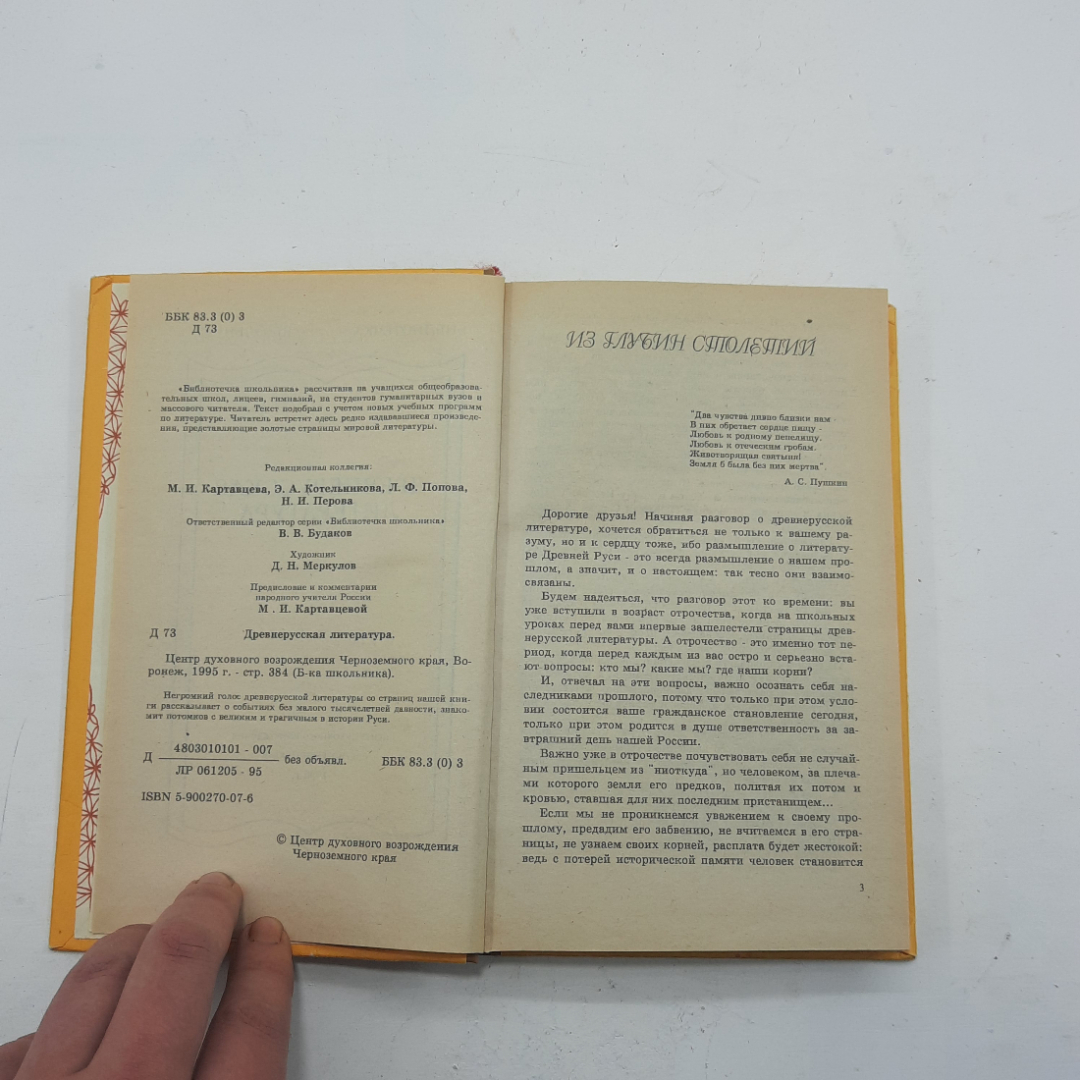 ББК 83.3 (0) 3
Д 73
«Библиотечка школьника» рассчитана на учащихся общеобразова-
тельных школ, лицеев, гимназий, на студентов гуманитарных вузов и
массового читателя. Текст подобран с учетом новых учебных программ
по литературе. Читатель встретит здесь редко издававшиеся произведе-
ния, представляющие золотые страницы мировой литературы.
Редакционная коллегия:
М. И. Картавцева, Э. А. Котельникова, Л. Ф. Попова,
Н. И. Перова
Ответственный редактор серии «Библиотечка школьника»
В. В. Будаков
Художник
Д. Н. Меркулов
Предисловие и комментарии
народного учителя России
М . И. Картавцевой
Д 73 Древнерусская литература.
Центр духовного возрождения Черноземного края, Во-
ронеж, 1995 г. - стр. 384 (Б-ка школьника).
Негромкий голос древнерусской литературы со страниц нашей кни-
ги рассказывает о событиях без малого тысячелетней давности, знако-
мит потомков с великим и трагичным в истории Руси.
Д 4803010101 - 007 без объявл. ББК 83.3 (0) 3
ЛР 061205 - 95
ISBN 5-900270-07-6
© Центр духовного возрождения
Черноземного края
ИЗ ГЛУБИН СТОЛЕТИЙ
"Два чувства дивно близки нам -
В них обретает сердце пищу -
Любовь к родному пепелищу.
Любовь к отеческим гробам.
Животворящая святыня!
Земля б была без них мертва".
А. С. Пушкин
Дорогие друзья! Начиная разговор о древнерусской
литературе, хочется обратиться не только к вашему ра-
зуму, но и к сердцу тоже, ибо размышление о литерату-
ре Древней Руси - это всегда размышление о нашем про-
шлом, а значит, и о настоящем: так тесно они взаимо-
связаны.
Будем надеяться, что разговор этот ко времени: вы
уже вступили в возраст отрочества, когда на школьных
уроках перед вами впервые зашелестели страницы древ-
нерусской литературы. А отрочество - это именно тот пе-
риод, когда перед каждым из вас остро и серьезно вста-
ют вопросы: кто мы? какие мы? где наши корни?
И, отвечая на эти вопросы, важно осознать себя на-
следниками прошлого, потому что только при этом усло-
вии состоится ваше гражданское становление сегодня,
только при этом родится в душе ответственность за за-
втрашний день нашей России.
Важно уже в отрочестве почувствовать себя не случай-
ным пришельцем из "ниоткуда", но человеком, за плеча-
ми которого земля его предков, политая их потом и
кровью, ставшая для них последним пристанищем...
Если мы не проникнемся уважением к своему про-
шлому, предадим его забвению, не вчитаемся в его стра-
ницы, не узнаем своих корней, расплата будет жестокой:
ведь с потерей исторической памяти человек становится
3